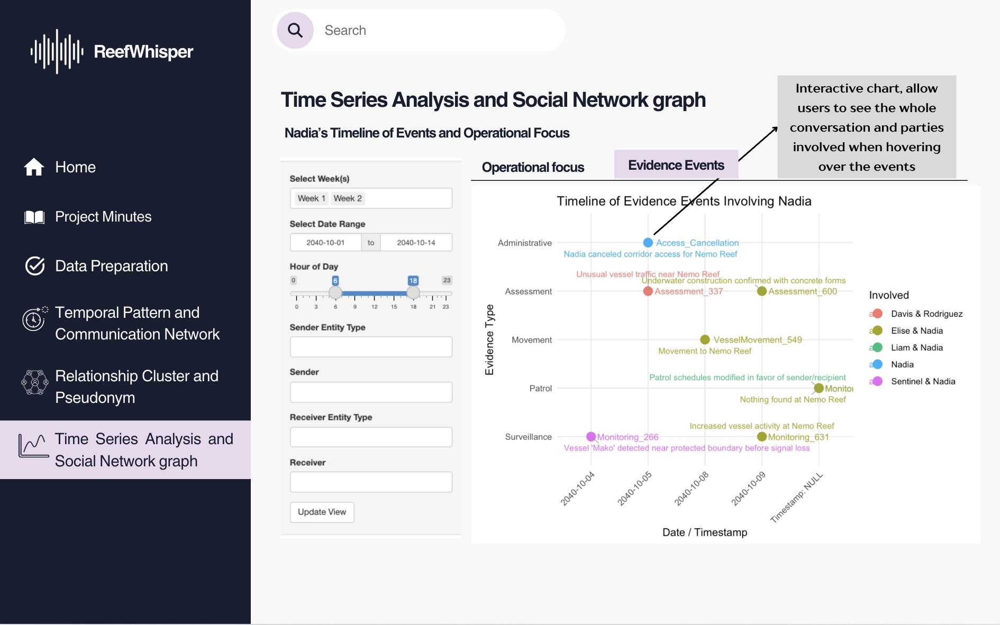 ReefWhisper
Search
Home
Project Minutes
Data Preparation
Temporal Pattern and
Communication Network
Relationship Cluster and
Pseudonym
Time Series Analysis and
Social Network graph
Time Series Analysis and Social Network graph
Nadia's Timeline of Events and Operational Focus
Interactive chart, allow
users to see the whole
conversation and parties
involved when hovering
over the events
Select Week(s)
Week 1 Week 2
Select Date Range
2040-10-01 to 2040-10-14
Hour of Day
0 6 18 23
0 3 6 9 12 15 18 21 23
Sender Entity Type
Sender
Receiver Entity Type
Receiver
Update View
Operational focus
Evidence Events
Timeline of Evidence Events Involving Nadia
Evidence Type
Administrative
Access_Cancellation
Nadia canceled corridor access for Nemo Reef
Unusual vessel traffic near Nemo Reef
Underwater construction confirmed with concrete forms
Assessment
Assessment_337
Assessment_600
Movement
VesselMovement_549
Movement to Nemo Reef
Patrol schedules modified in favor of sender/recipient
Patrol
Monitor
Nothing found at Nemo Reef
Increased vessel activity at Nemo Reef
Surveillance
Monitoring_266
Monitoring_631
Vessel 'Mako' detected near protected boundary before signal loss
2040-10-04
2040-10-05
2040-10-08
2040-10-09
Timestamp: NULL
Date / Timestamp
Involved
a Davis & Rodriguez
a Elise & Nadia
a Liam & Nadia
a Nadia
a Sentinel & Nadia